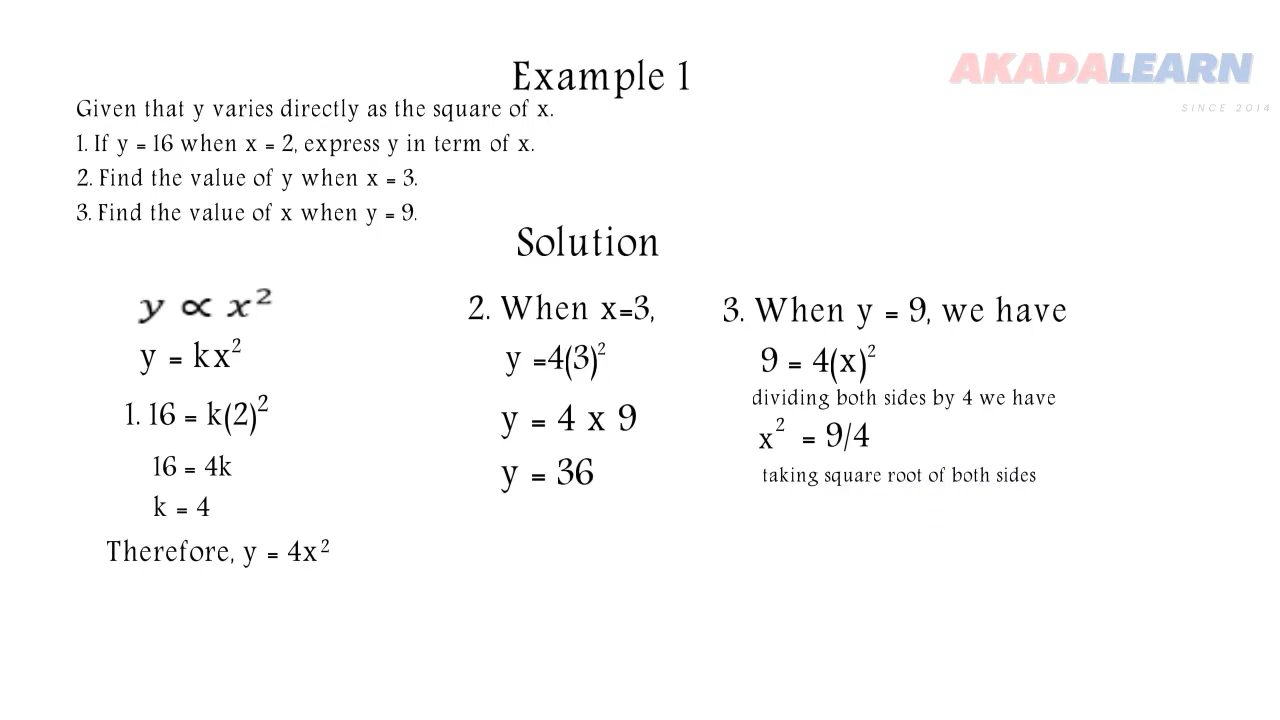 Example 1
AKADALEARN
SINCE 2014
Given that y varies directly as the square of x.
1. If y = 16 when x = 2, express y in term of x.
2. Find the value of y when x = 3.
3. Find the value of x when y = 9.
Solution
y ∝ x²
y = kx²
1. 16 = k(2)²
16 = 4k
k = 4
Therefore, y = 4x²
2. When x=3,
y =4(3)²
y = 4 x 9
y = 36
3. When y = 9, we have
9 = 4(x)²
dividing both sides by 4 we have
x² = 9/4
taking square root of both sides